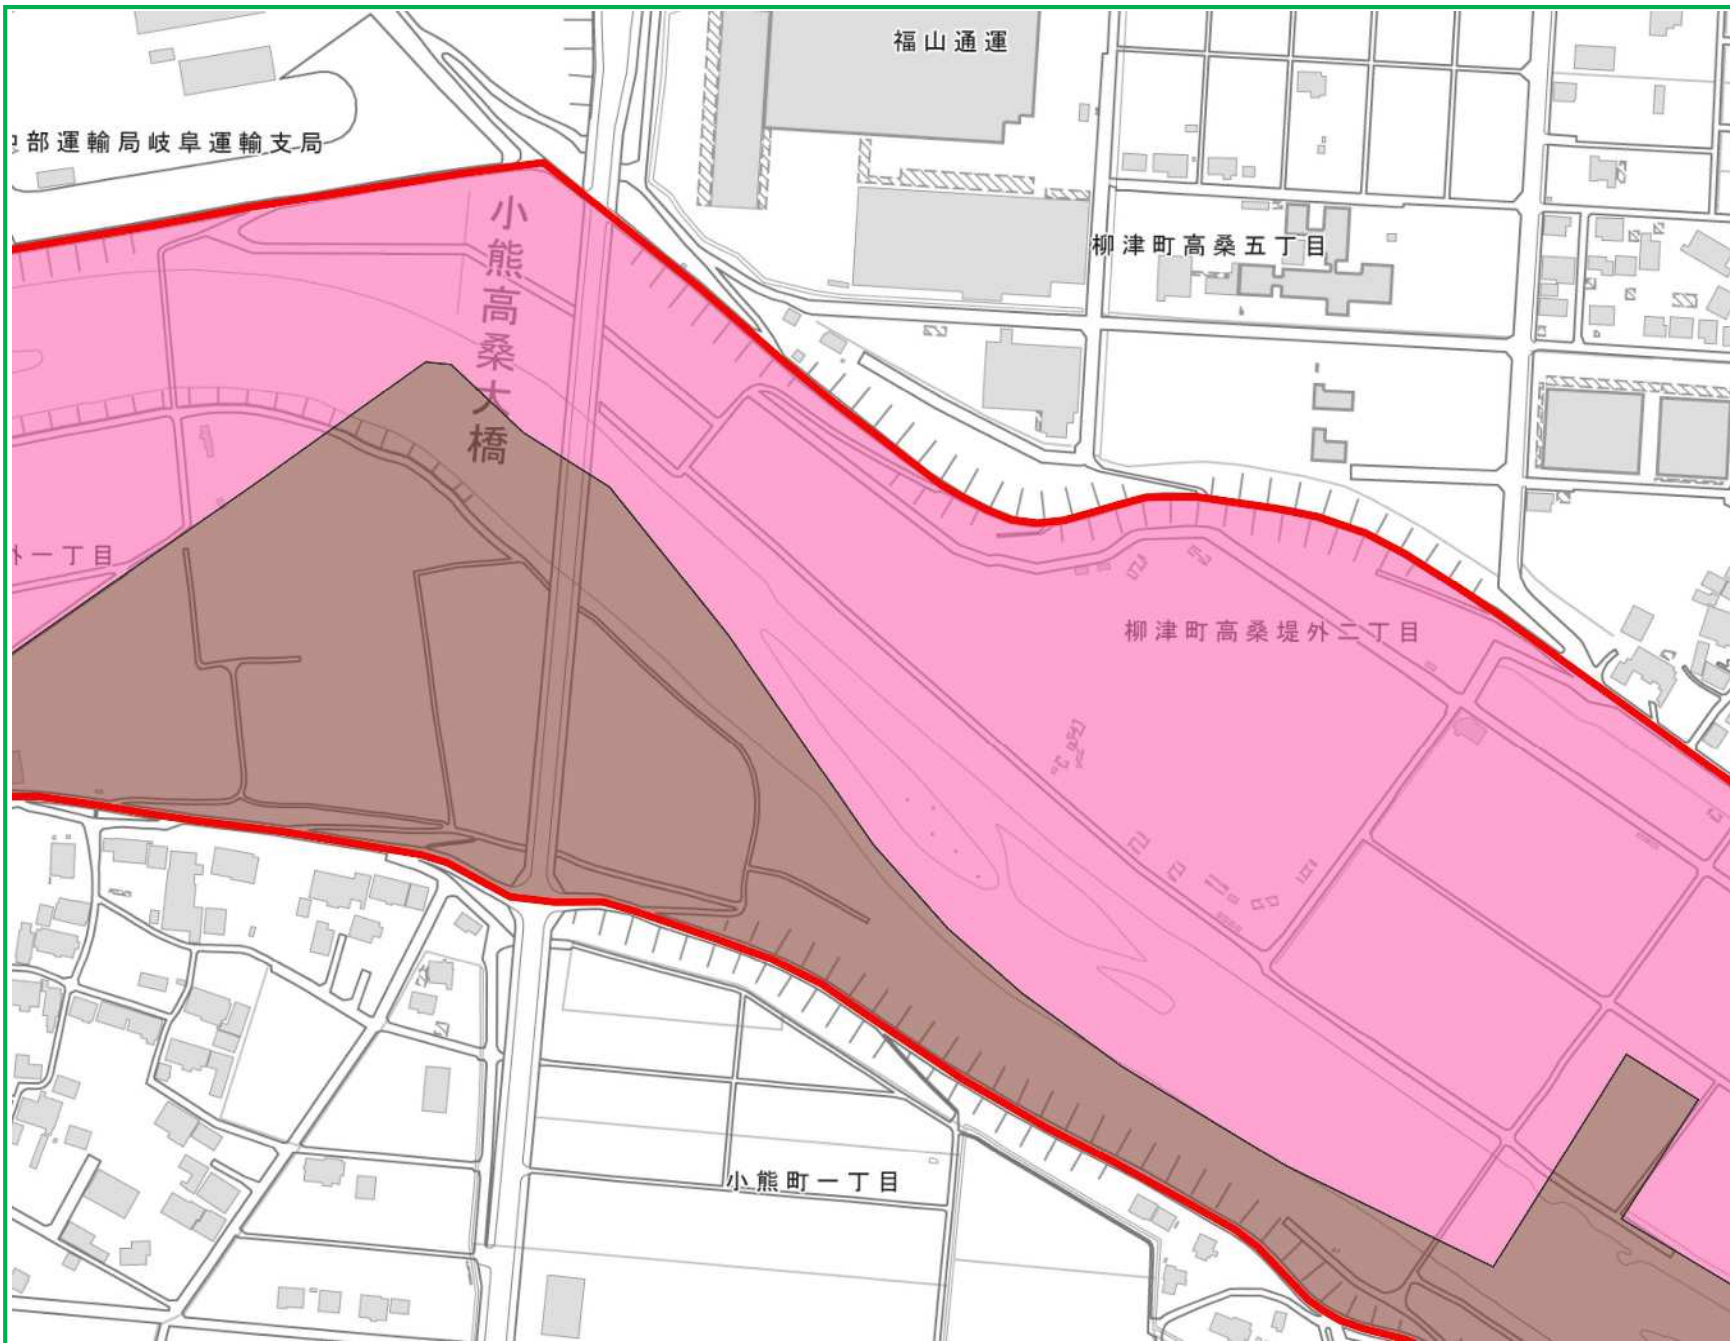 福山通運
部運輸局岐阜運輸支局
小熊高桑大橋
柳津町高桑五丁目
外一丁目
柳津町高桑堤外二丁目
小熊町一丁目